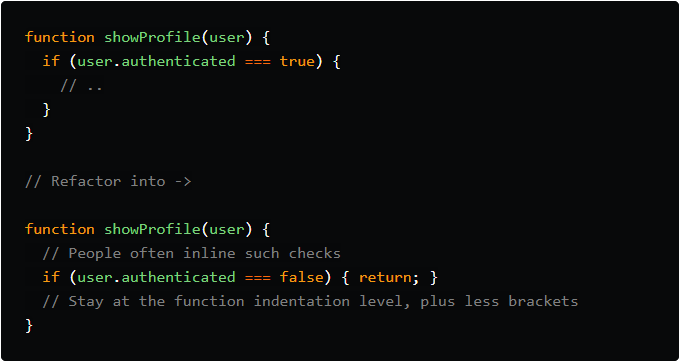 function showProfile(user) {
  if (user.authenticated === true) {
    // ..
  }
}

// Refactor into ->

function showProfile(user) {
  // People often inline such checks
  if (user.authenticated === false) { return; }
  // Stay at the function indentation level, plus less brackets
}